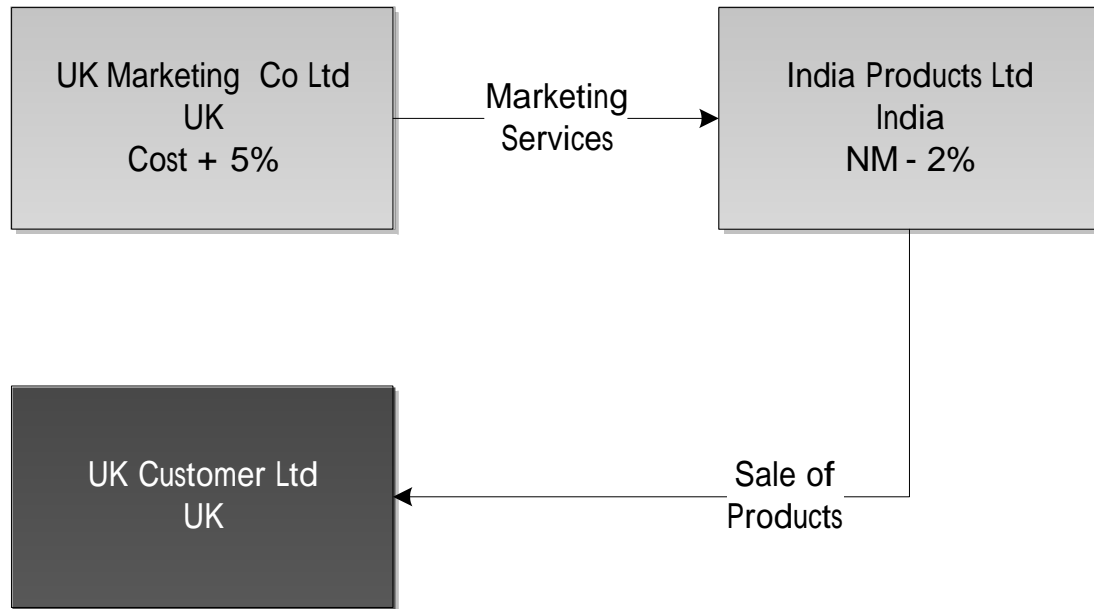 UK Marketing Co Ltd
UK
Cost + 5%
Marketing
Services
India Products Ltd
India
NM - 2%
UK Customer Ltd
UK
Sale of
Products